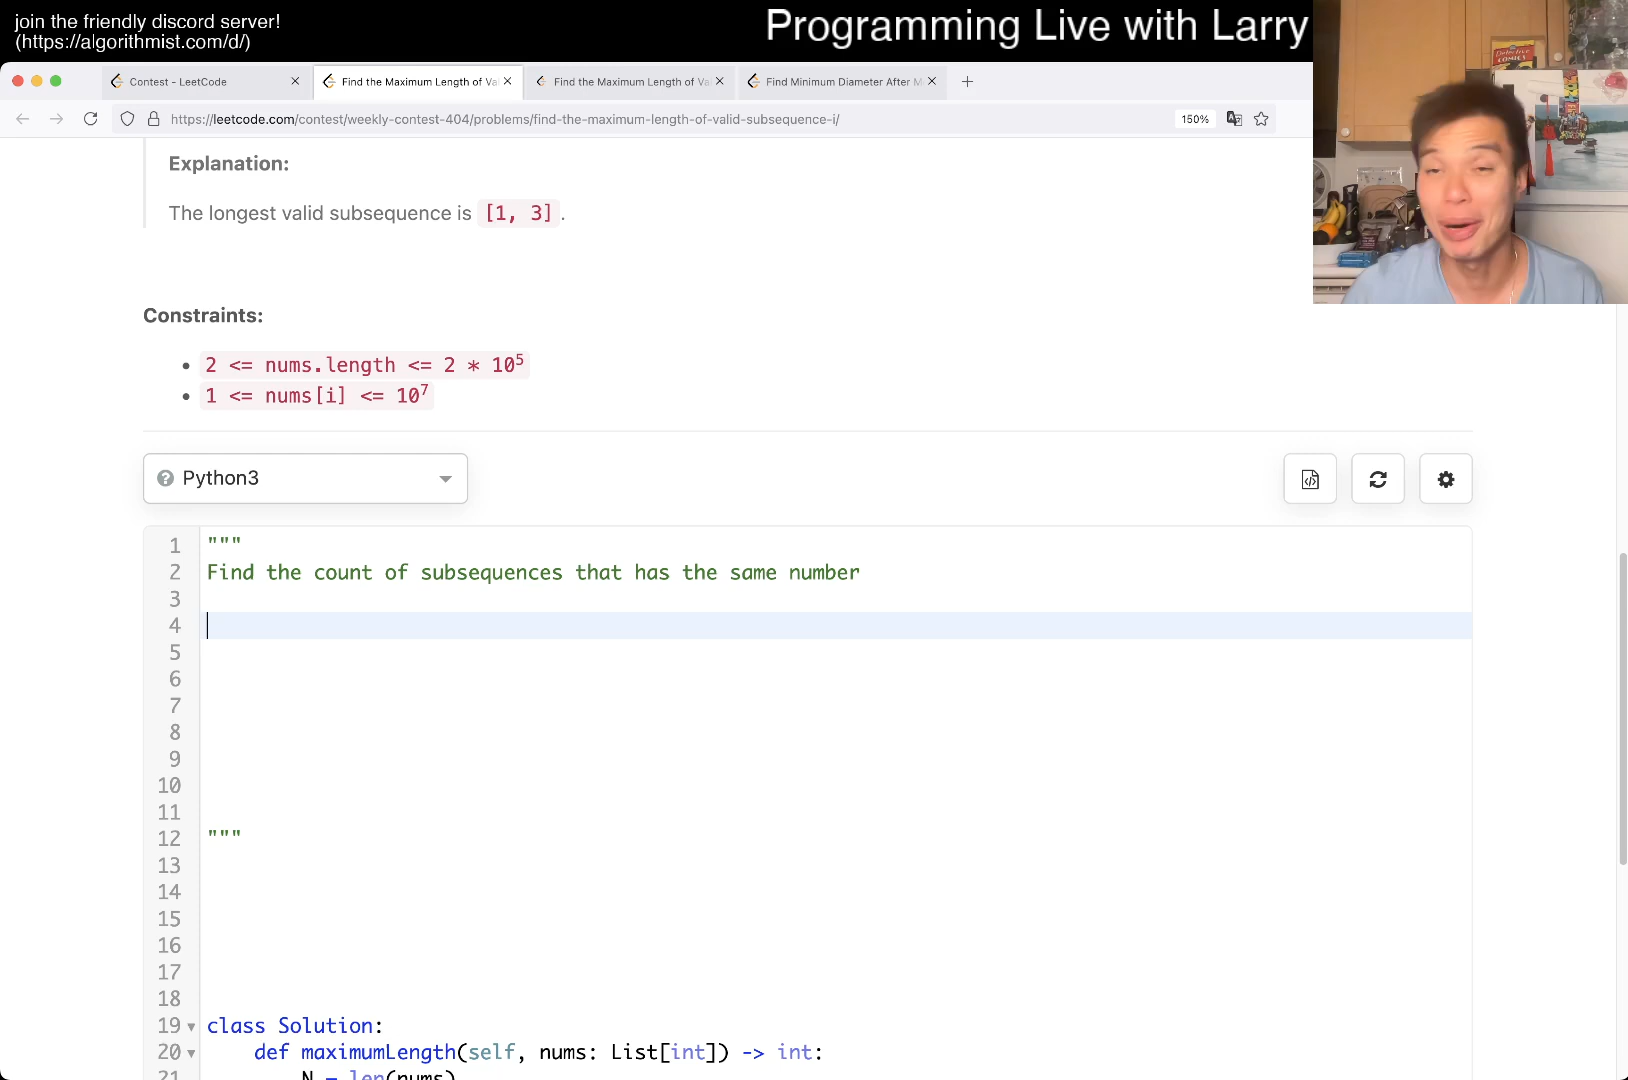 join the friendly discord server!
(https://algorithmist.com/d/)
Programming Live with Larry
Contest - LeetCode
Find the Maximum Length of Va
Find the Maximum Length of Va
Find Minimum Diameter After M
https://leetcode.com/contest/weekly-contest-404/problems/find-the-maximum-length-of-valid-subsequence-i/
150%
Explanation:
The longest valid subsequence is [1, 3] .
Constraints:
2 <= nums.length <= 2 * 10⁵
1 <= nums[i] <= 10⁷
Python3
1 """
2 Find the count of subsequences that has the same number
3
4
5
6
7
8
9
10
11
12 """
13
14
15
16
17
18
19 class Solution:
20 def maximumLength(self, nums: List[int]) -> int:
21 N = len(nums)